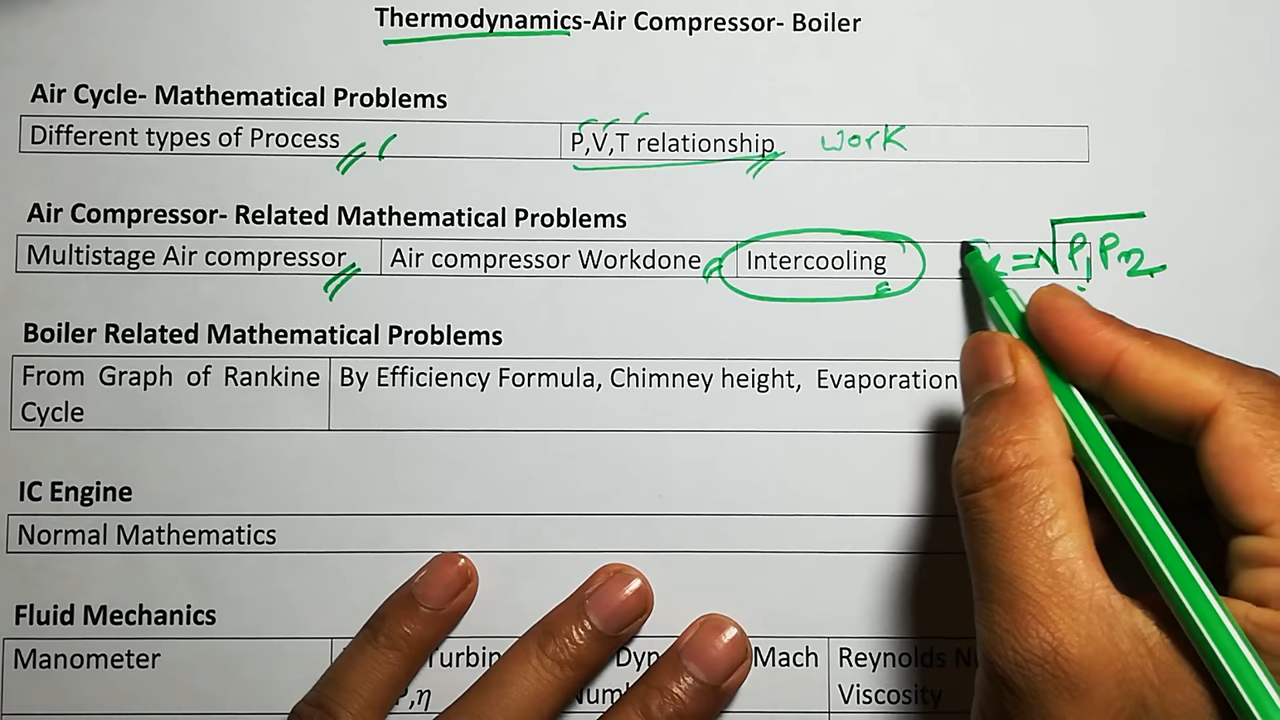 Thermodynamics-Air Compressor- Boiler
Air Cycle- Mathematical Problems
Different types of Process P,V,T relationship work
Air Compressor- Related Mathematical Problems
Multistage Air compressor Air compressor Workdone Intercooling =√P₁P₂
Boiler Related Mathematical Problems
From Graph of Rankine By Efficiency Formula, Chimney height, Evaporation
Cycle
IC Engine
Normal Mathematics
Fluid Mechanics
Manometer Mach Reynolds
,η Viscosity